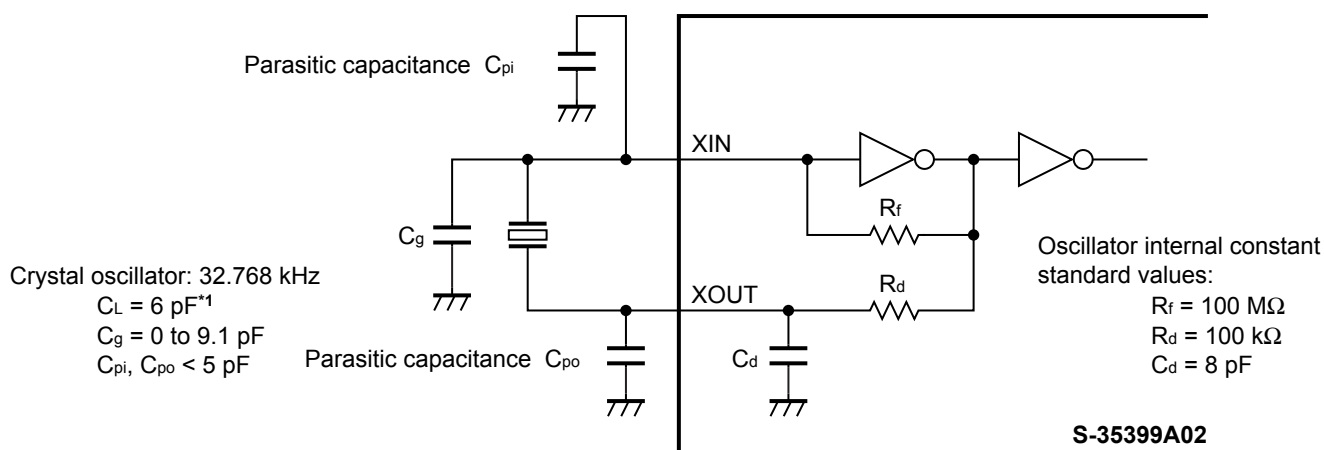 Parasitic capacitance Cpi
XIN
Rf
Cg
Oscillator internal constant
standard values:
Rf = 100 MΩ
Rd = 100 kΩ
Cd = 8 pF
Crystal oscillator: 32.768 kHz
CL = 6 pF*1
Cg = 0 to 9.1 pF
Cpi, Cpo < 5 pF
XOUT
Rd
Parasitic capacitance Cpo
Cd
S-35399A02